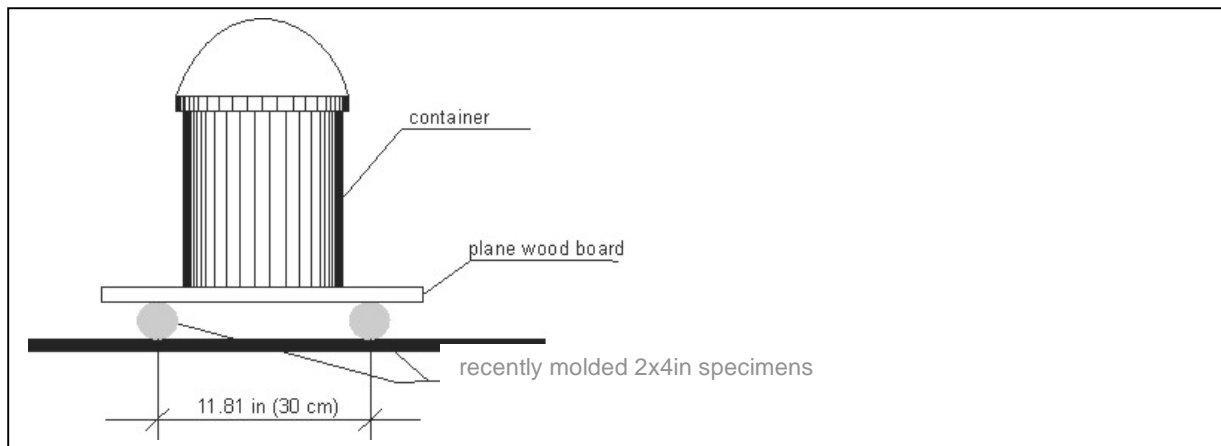 container
plane wood board
recently molded 2x4in specimens
11.81 in (30 cm)